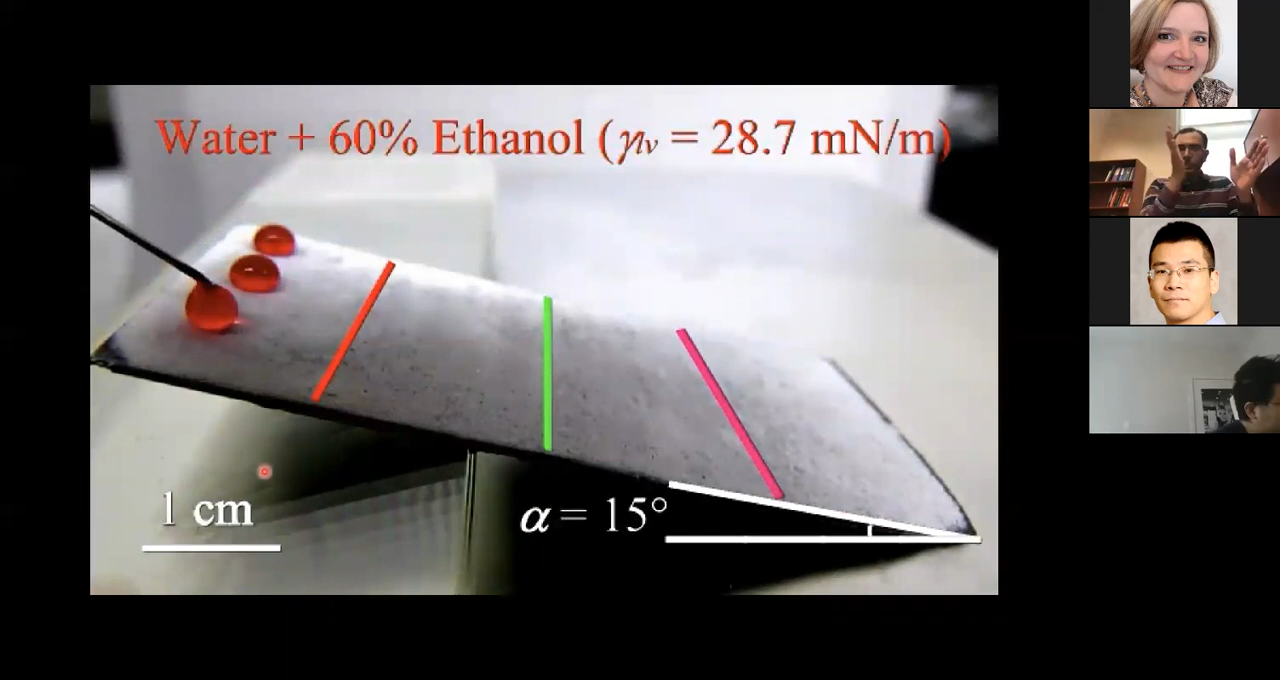 Water + 60% Ethanol (γlv = 28.7 mN/m)
1 cm
α = 15°